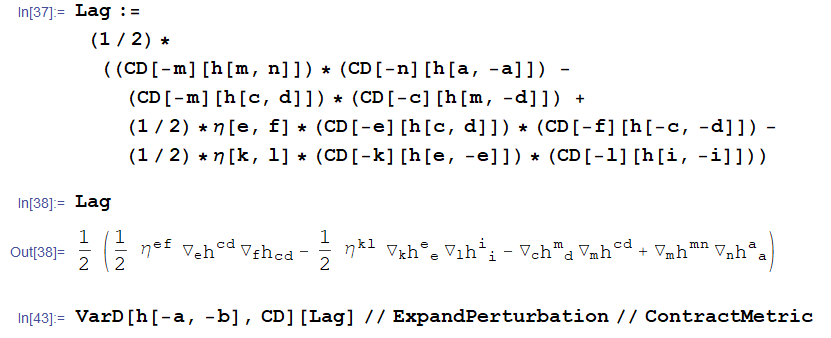 In[37]:= Lag :=
(1 / 2) *
((CD[-m][h[m, n]]) * (CD[-n][h[a, -a]]) -
(CD[-m][h[c, d]]) * (CD[-c][h[m, -d]]) +
(1 / 2) * η[e, f] * (CD[-e][h[c, d]]) * (CD[-f][h[-c, -d]]) -
(1 / 2) * η[k, l] * (CD[-k][h[e, -e]]) * (CD[-l][h[i, -i]]))
In[38]:= Lag
Out[38]= 1/2 (1/2 η^{ef} ∇_e h^{cd} ∇_f h_{cd} - 1/2 η^{kl} ∇_k h^e_e ∇_l h^i_i - ∇_c h^m_d ∇_m h^{cd} + ∇_m h^{mn} ∇_n h^a_a)
In[43]:= VarD[h[-a, -b], CD][Lag] // ExpandPerturbation // ContractMetric